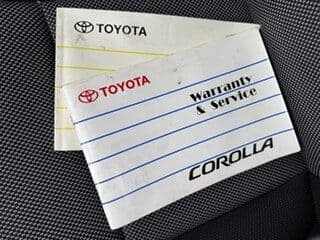 TOYOTA
TOYOTA
Warranty
& Service
COROLLA